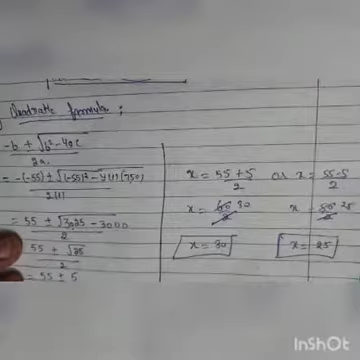 Quadratic formula :
-b ± √b² - 4ac
2a
= -(-55) ± √(-55)² - 4(1)(750)
2(1)
= 55 ± √3025 - 3000
2
55 ± √25
2
= 55 ± 5
x = 55 + 5 or x = 55 - 5
2 2
x = 60 30 x = 50 25
2 2
x = 30 x = 25
InShOt